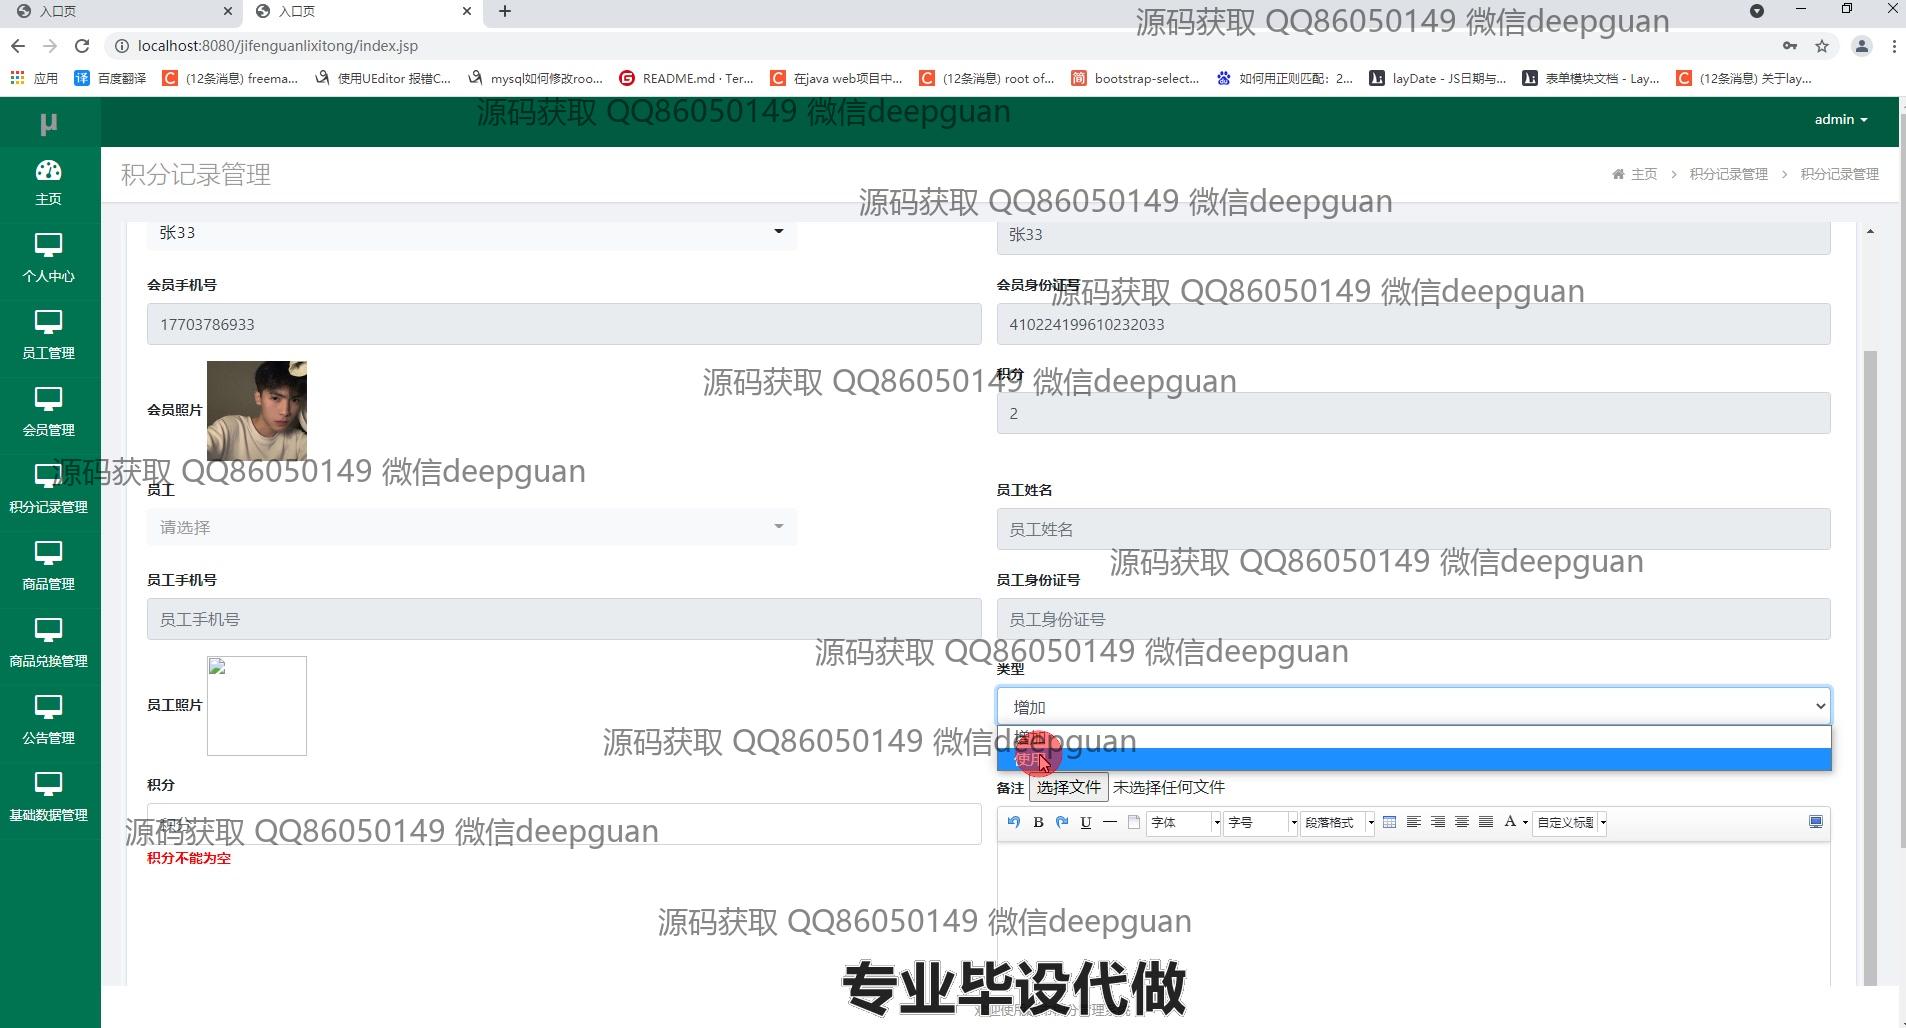 入口页
入口页
源码获取 QQ86050149 微信deepguan
localhost:8080/jifenguanlixitong/index.jsp
应用
百度翻译
(12条消息) freema...
使用UEditor 报错C...
mysql如何修改roo...
README.md · Ter...
在java web项目中...
(12条消息) root of...
bootstrap-select...
如何用正则匹配：2...
layDate - JS日期与...
表单模块文档 - Lay...
(12条消息) 关于lay...
源码获取 QQ86050149 微信deepguan
μ
admin
主页
积分记录管理
主页 > 积分记录管理 > 积分记录管理
源码获取 QQ86050149 微信deepguan
张33
张33
个人中心
会员手机号
会员身份证号
源码获取 QQ86050149 微信deepguan
17703786933
410224199610232033
员工管理
积分
源码获取 QQ86050149 微信deepguan
会员照片
2
会员管理
源码获取 QQ86050149 微信deepguan
员工
员工姓名
积分记录管理
请选择
员工姓名
源码获取 QQ86050149 微信deepguan
商品管理
员工手机号
员工身份证号
员工手机号
员工身份证号
源码获取 QQ86050149 微信deepguan
商品兑换管理
类型
员工照片
增加
公告管理
源码获取 QQ86050149 微信deepguan
增加
使用
积分
备注
选择文件 未选择任何文件
基础数据管理
B U 字体 字号 段落格式 A 自定义标题
积分
源码获取 QQ86050149 微信deepguan
积分不能为空
源码获取 QQ86050149 微信deepguan
专业毕设代做